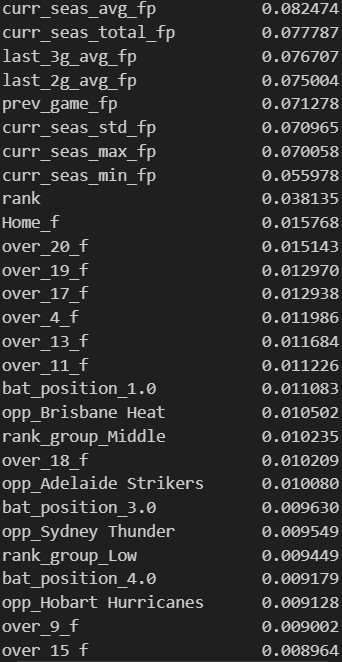 curr_seas_avg_fp 0.082474
curr_seas_total_fp 0.077787
last_3g_avg_fp 0.076707
last_2g_avg_fp 0.075004
prev_game_fp 0.071278
curr_seas_std_fp 0.070965
curr_seas_max_fp 0.070058
curr_seas_min_fp 0.055978
rank 0.038135
Home_f 0.015768
over_20_f 0.015143
over_19_f 0.012970
over_17_f 0.012938
over_4_f 0.011986
over_13_f 0.011684
over_11_f 0.011226
bat_position_1.0 0.011083
opp_Brisbane Heat 0.010502
rank_group_Middle 0.010235
over_18_f 0.010209
opp_Adelaide Strikers 0.010080
bat_position_3.0 0.009630
opp_Sydney Thunder 0.009549
rank_group_Low 0.009449
bat_position_4.0 0.009179
opp_Hobart Hurricanes 0.009128
over_9_f 0.009002
over_15_f 0.008964